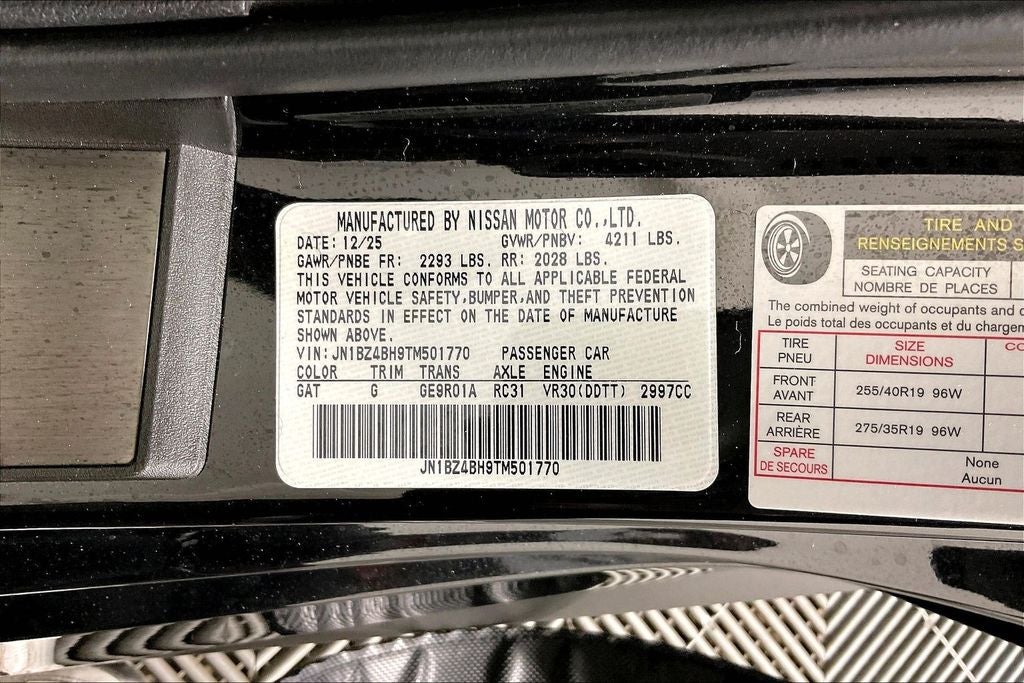 MANUFACTURED BY NISSAN MOTOR CO.,LTD.
DATE: 12/25 GVWR/PNBV: 4211 LBS.
GAWR/PNBE FR: 2293 LBS. RR: 2028 LBS.
THIS VEHICLE CONFORMS TO ALL APPLICABLE FEDERAL
MOTOR VEHICLE SAFETY,BUMPER,AND THEFT PREVENTION
STANDARDS IN EFFECT ON THE DATE OF MANUFACTURE
SHOWN ABOVE.
VIN: JN1BZ4BH9TM501770 PASSENGER CAR
COLOR TRIM TRANS AXLE ENGINE
GAT G GE9R01A RC31 VR30(DDTT) 2997CC
JN1BZ4BH9TM501770
TIRE AND
RENSEIGNEMENTS S
SEATING CAPACITY
NOMBRE DE PLACES
The combined weight of occupants and
Le poids total des occupants et du chargem
TIRE
PNEU
SIZE
DIMENSIONS
FRONT
AVANT
255/40R19 96W
REAR
ARRIÈRE
275/35R19 96W
SPARE
DE SECOURS
None
Aucun